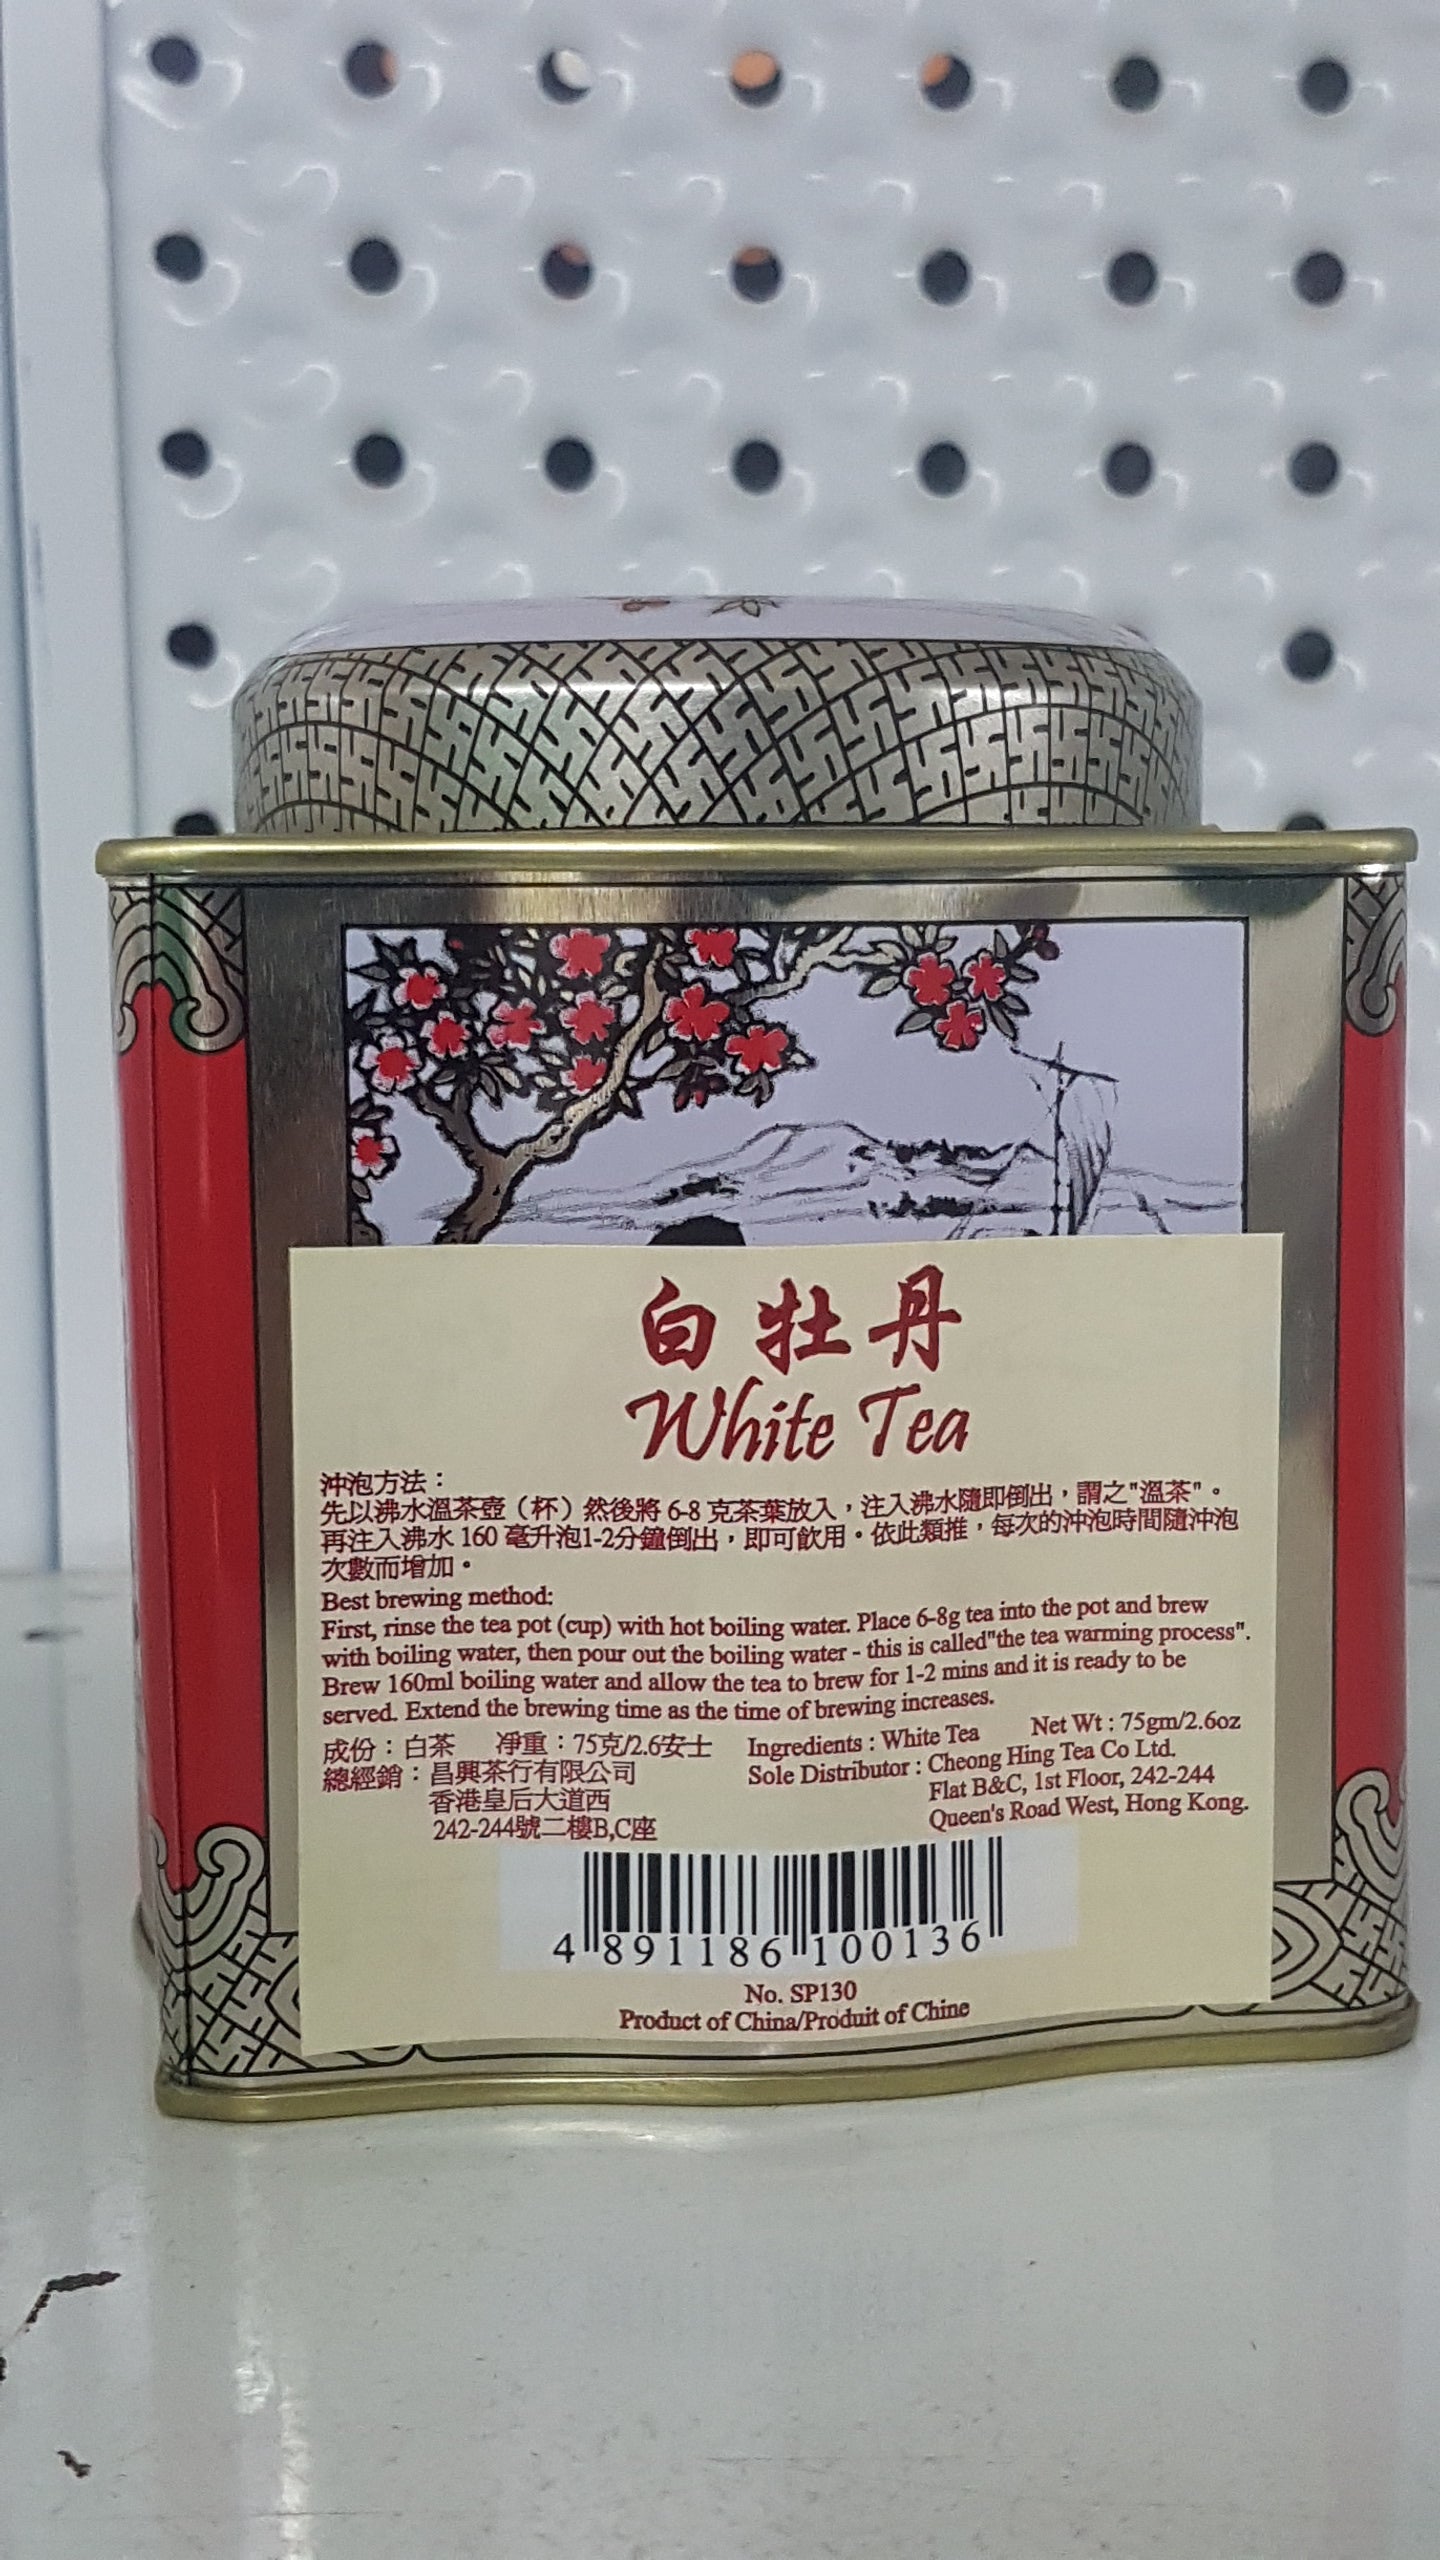 白牡丹
White Tea
沖泡方法：
先以沸水溫茶壺（杯）然後將 6-8 克茶葉放入，注入沸水隨即倒出，謂之"溫茶"。
再注入沸水 160 毫升泡1-2分鐘倒出，即可飲用。依此類推，每次的沖泡時間隨沖泡
次數而增加。
Best brewing method:
First, rinse the tea pot (cup) with hot boiling water. Place 6-8g tea into the pot and brew
with boiling water, then pour out the boiling water - this is called"the tea warming process".
Brew 160ml boiling water and allow the tea to brew for 1-2 mins and it is ready to be
served. Extend the brewing time as the time of brewing increases.
成份：白茶 凈重：75克/2.6安士
總經銷：昌興茶行有限公司
香港皇后大道西
242-244號二樓B,C座
Ingredients : White Tea Net Wt : 75gm/2.6oz
Sole Distributor : Cheong Hing Tea Co Ltd.
Flat B&C, 1st Floor, 242-244
Queen's Road West, Hong Kong.
4 891186 100136
No. SP130
Product of China/Produit of Chine